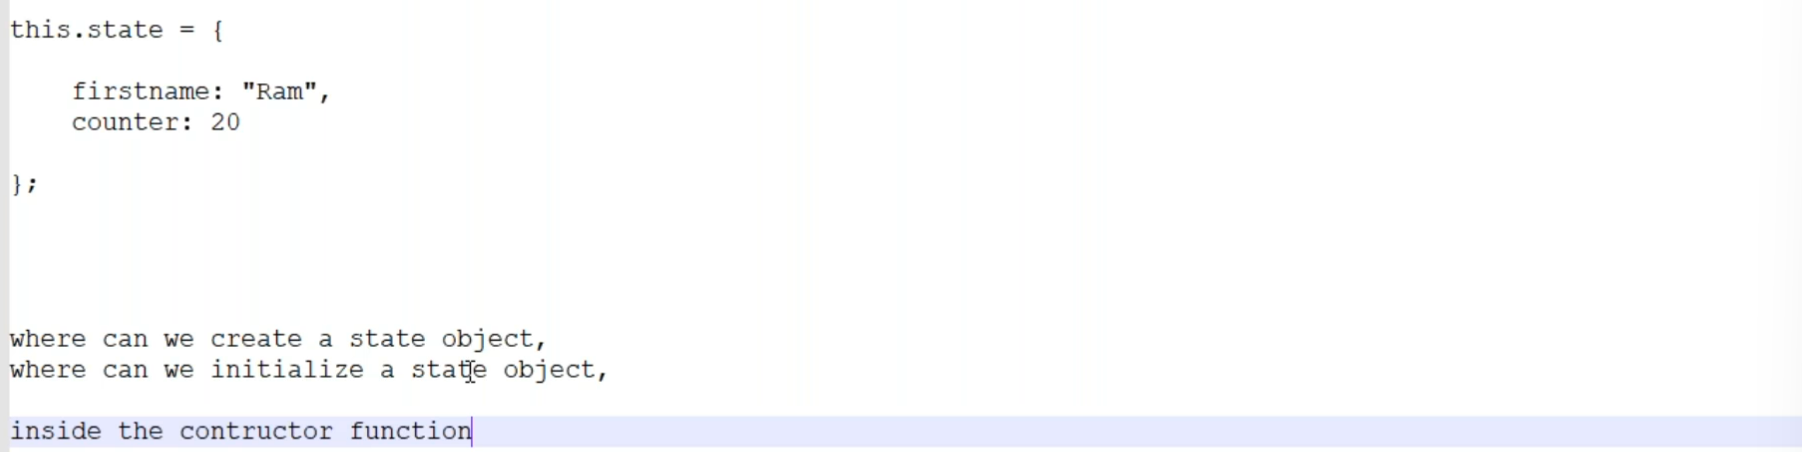 this.state = {
firstname: "Ram",
counter: 20
};
where can we create a state object,
where can we initialize a state object,
inside the contructor function